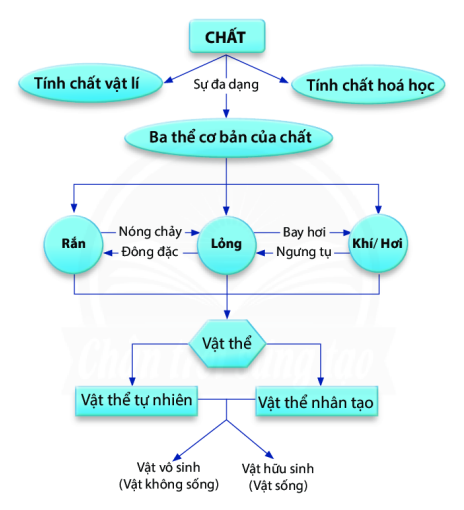 CHẤT
Tính chất vật lí
Sự đa dạng
Tính chất hoá học
Ba thể cơ bản của chất
Rắn
Nóng chảy
Đông đặc
Lỏng
Bay hơi
Ngưng tụ
Khí/ Hơi
Vật thể
Vật thể tự nhiên
Vật thể nhân tạo
Vật vô sinh
(Vật không sống)
Vật hữu sinh
(Vật sống)